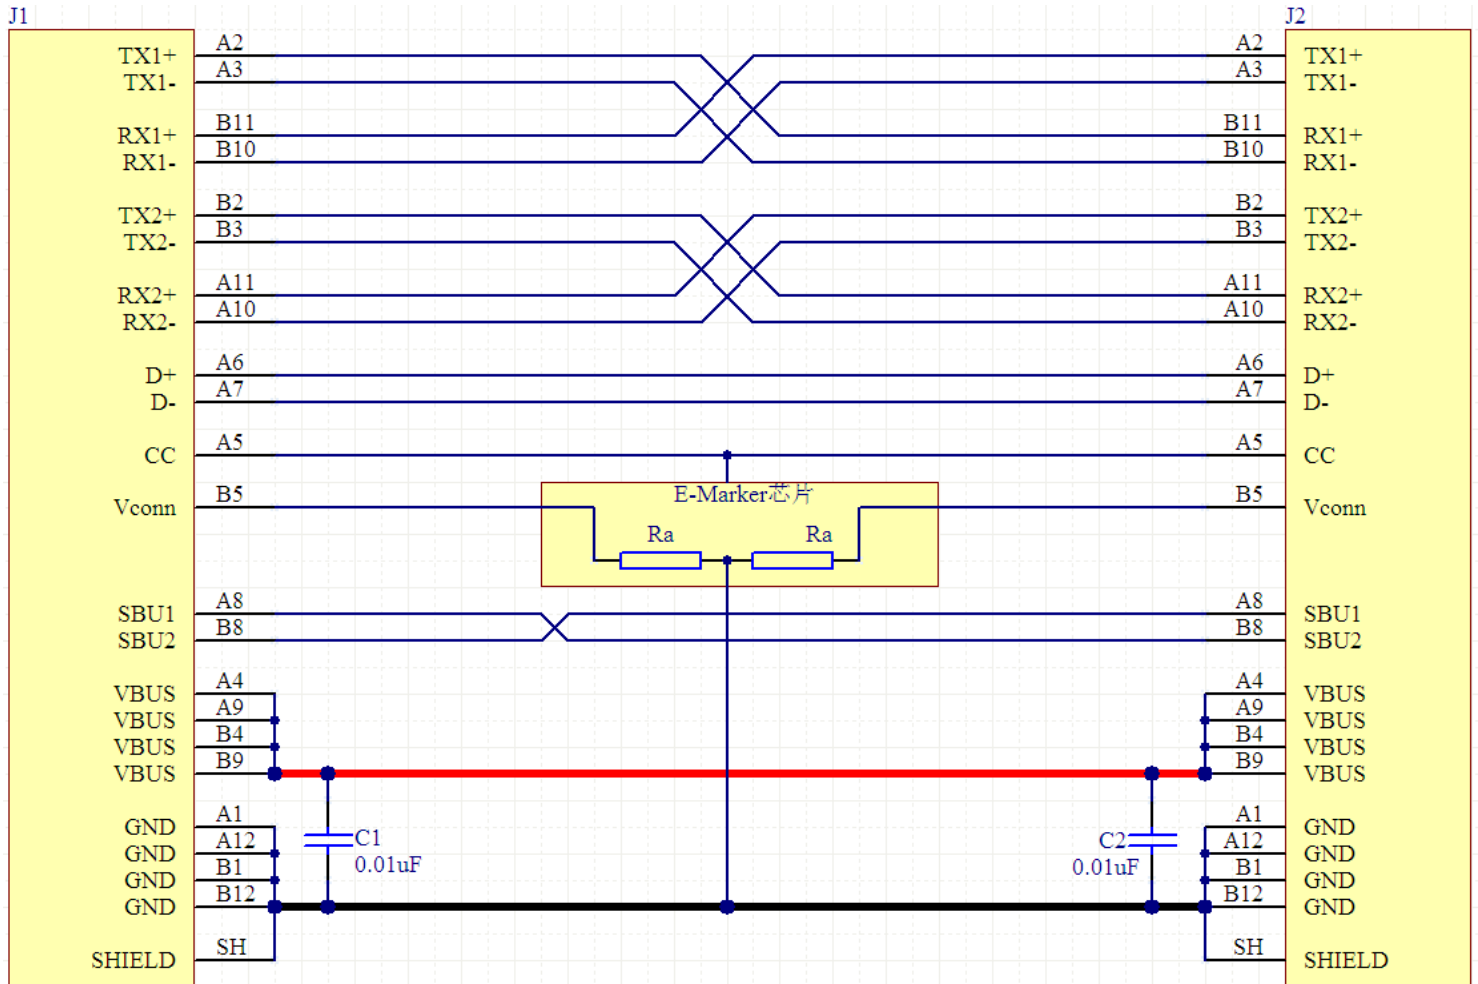 J1
J2
TX1+ A2
A2 TX1+
TX1- A3
A3 TX1-
RX1+ B11
B11 RX1+
RX1- B10
B10 RX1-
TX2+ B2
B2 TX2+
TX2- B3
B3 TX2-
RX2+ A11
A11 RX2+
RX2- A10
A10 RX2-
D+ A6
A6 D+
D- A7
A7 D-
CC A5
A5 CC
Vconn B5
E-Marker芯片
B5 Vconn
Ra
Ra
SBU1 A8
A8 SBU1
SBU2 B8
B8 SBU2
VBUS A4
A4 VBUS
VBUS A9
A9 VBUS
VBUS B4
B4 VBUS
VBUS B9
B9 VBUS
GND A1
A1 GND
C1
0.01uF
C2
0.01uF
GND A12
A12 GND
GND B1
B1 GND
GND B12
B12 GND
SHIELD SH
SH SHIELD